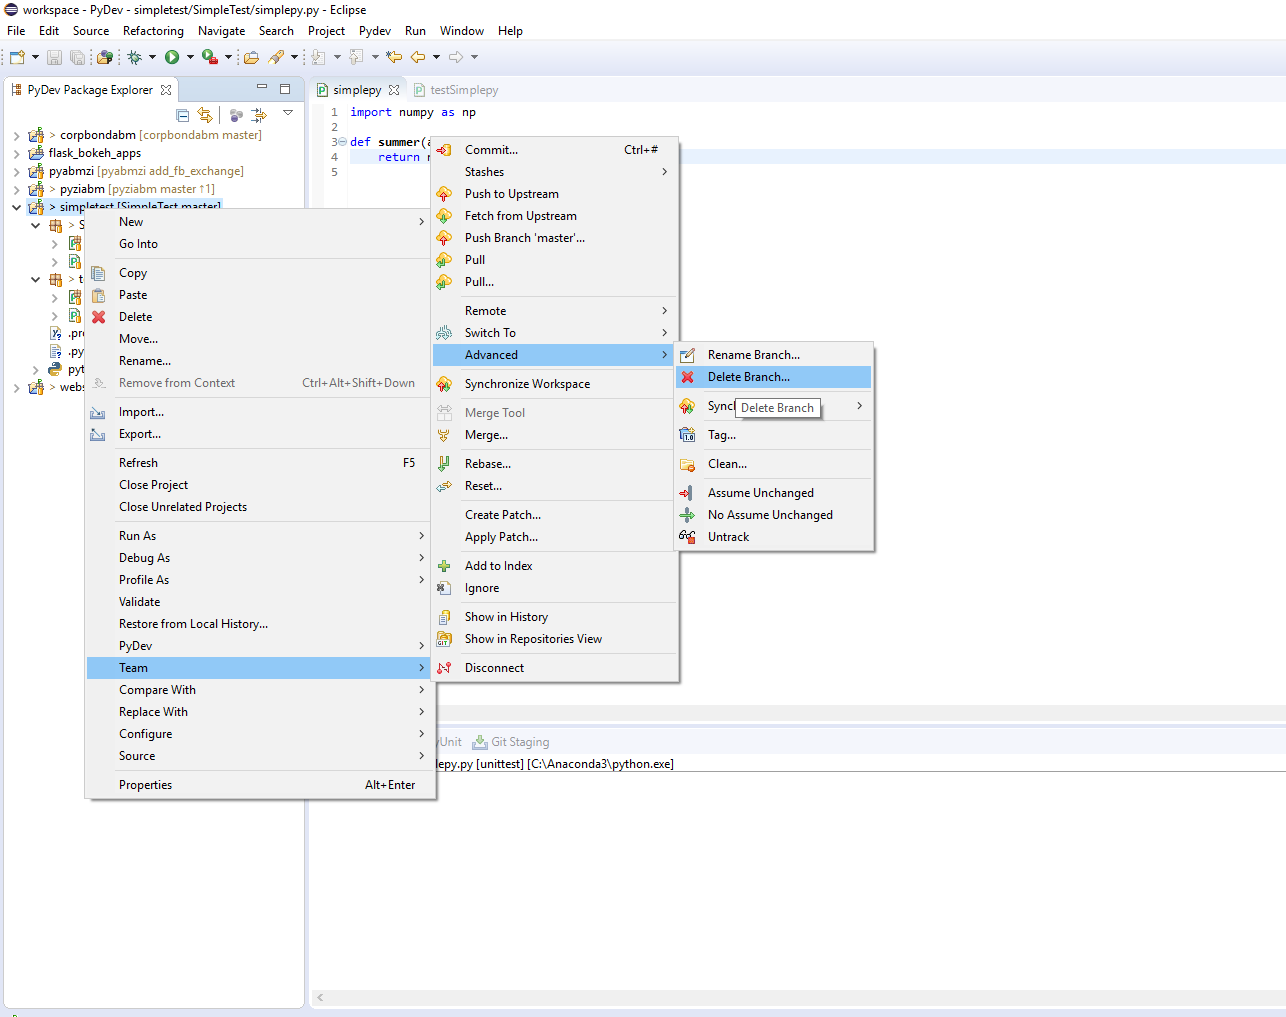 workspace - PyDev - simpletest/SimpleTest/simplepy.py - Eclipse
File Edit Source Refactoring Navigate Search Project Pydev Run Window Help
PyDev Package Explorer
simplepy testSimplepy
> corpbondabm [corpbondabm master]
flask_bokeh_apps
pyabmzi [pyabmzi add_fb_exchange]
> pyziabm [pyziabm master ↑1]
> simpletest [SimpleTest master]
> S
> t
.pr
.py
pyt
> webs
1 import numpy as np
2
3 def summer(a
4 return n
5
New
Go Into
Copy
Paste
Delete
Move...
Rename...
Remove from Context Ctrl+Alt+Shift+Down
Import...
Export...
Refresh F5
Close Project
Close Unrelated Projects
Run As
Debug As
Profile As
Validate
Restore from Local History...
PyDev
Team
Compare With
Replace With
Configure
Source
Properties Alt+Enter
Commit... Ctrl+#
Stashes
Push to Upstream
Fetch from Upstream
Push Branch 'master'...
Pull
Pull...
Remote
Switch To
Advanced
Synchronize Workspace
Merge Tool
Merge...
Rebase...
Reset...
Create Patch...
Apply Patch...
Add to Index
Ignore
Show in History
Show in Repositories View
Disconnect
Rename Branch...
Delete Branch...
Sync
Delete Branch
Tag...
Clean...
Assume Unchanged
No Assume Unchanged
Untrack
yUnit Git Staging
lepy.py [unittest] [C:\Anaconda3\python.exe]